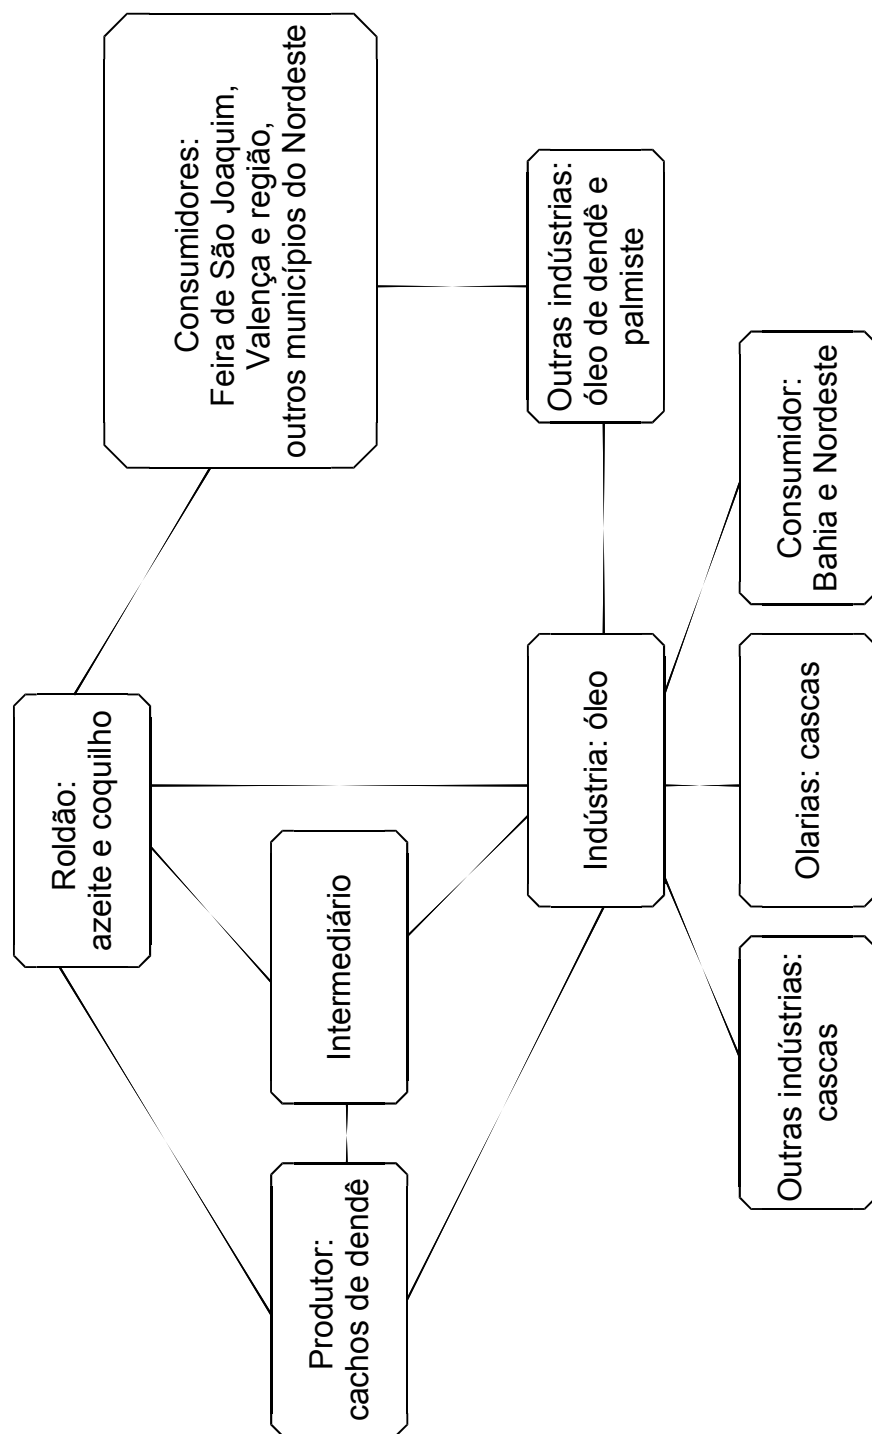 Roldão:
azeite e coquilho
Consumidores:
Feira de São Joaquim,
Valença e região,
outros municípios do Nordeste
Produtor:
cachos de dendê
Intermediário
Indústria: óleo
Outras indústrias:
óleo de dendê e
palmiste
Outras indústrias:
cascas
Olarias: cascas
Consumidor:
Bahia e Nordeste